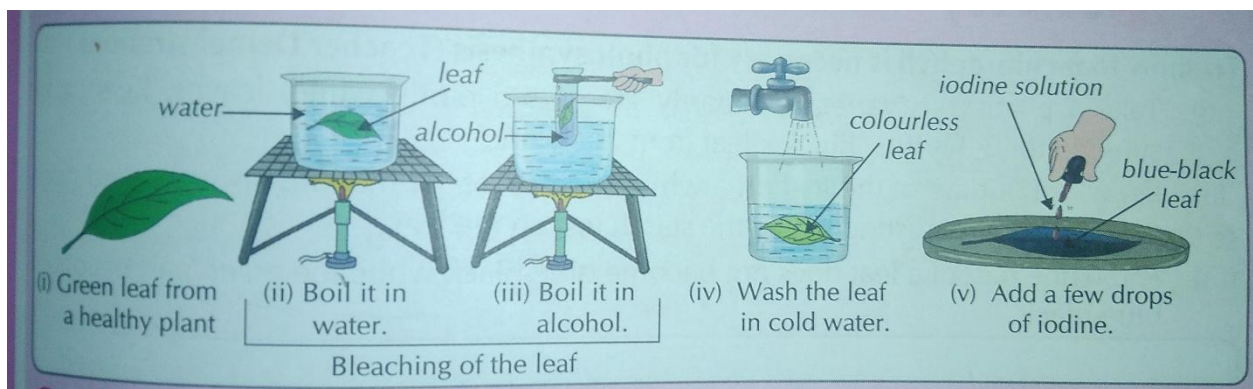 water
leaf
alcohol
colourless
leaf
iodine solution
blue-black
leaf
(i) Green leaf from
a healthy plant
(ii) Boil it in
water.
(iii) Boil it in
alcohol.
Bleaching of the leaf
(iv) Wash the leaf
in cold water.
(v) Add a few drops
of iodine.